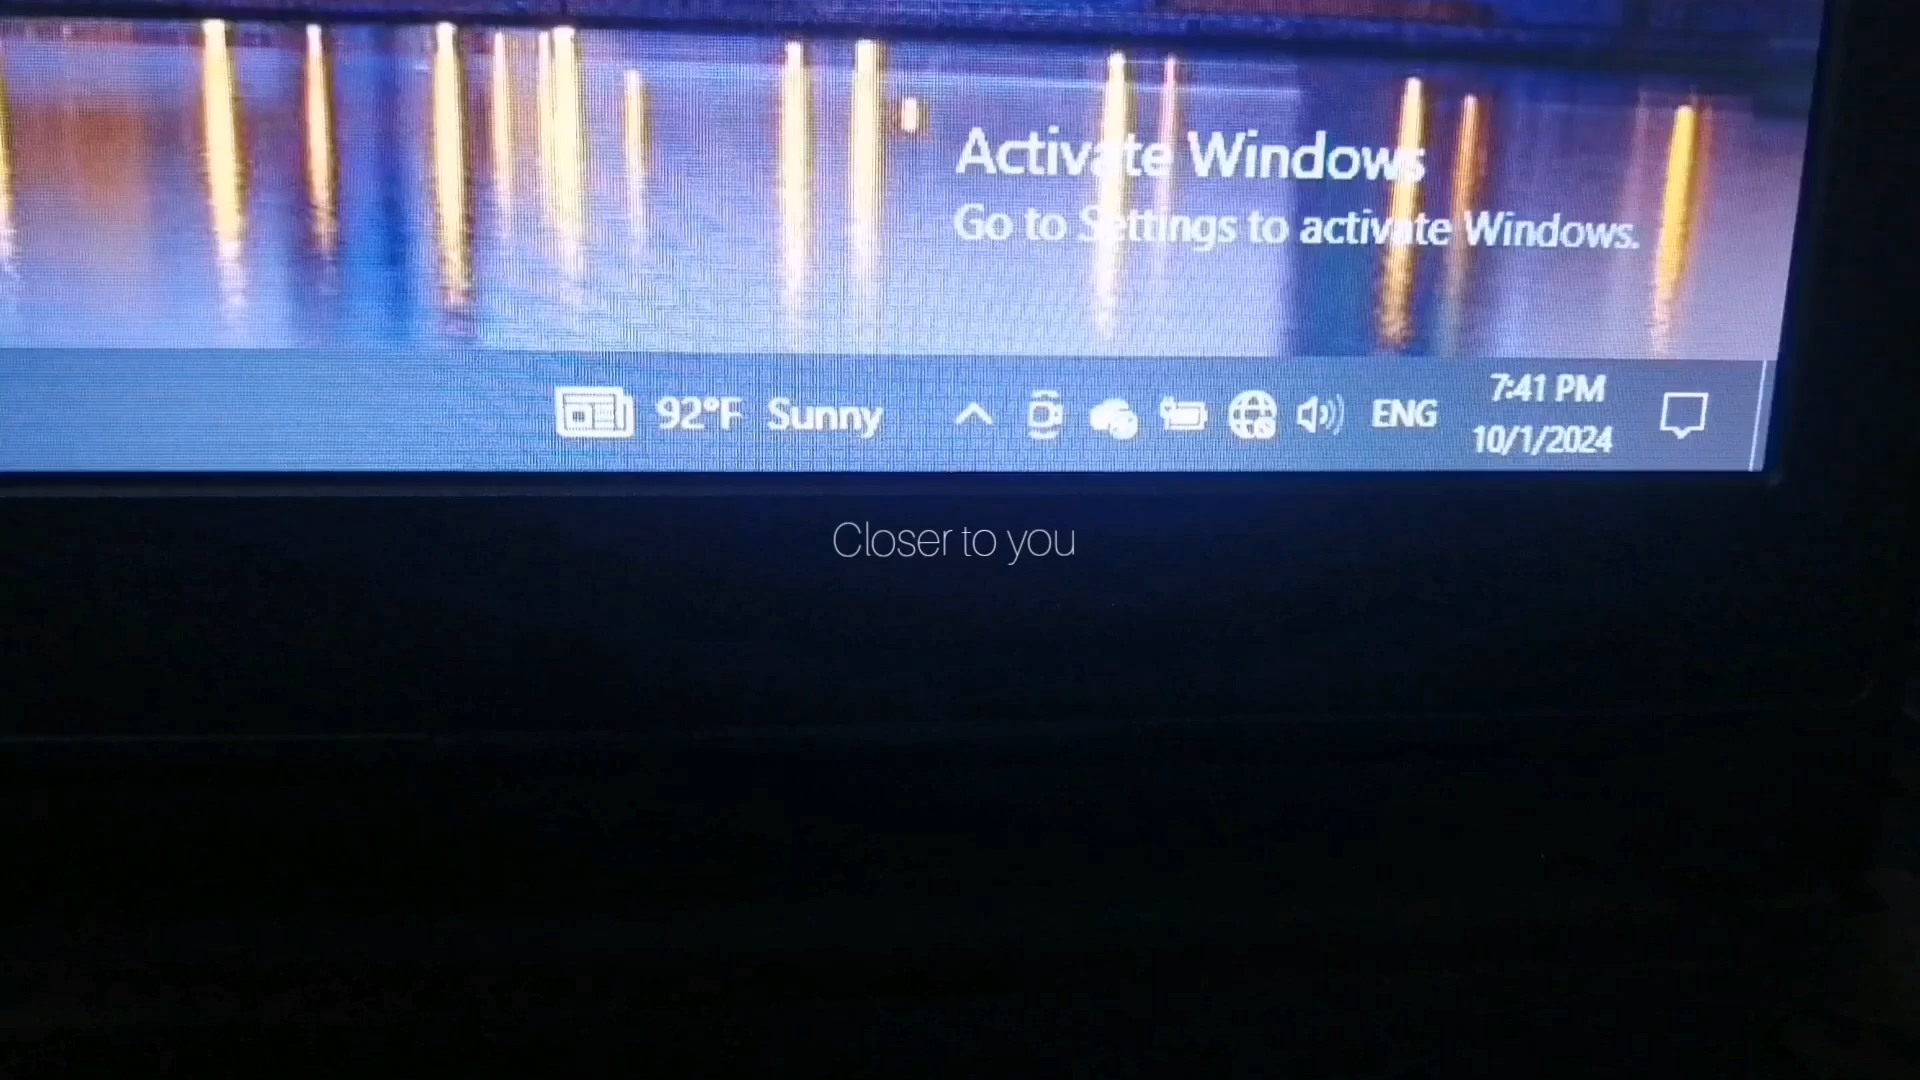 Activate Windows
Go to Settings to activate Windows.
92°F Sunny
ENG
7:41 PM
10/1/2024
Closer to you